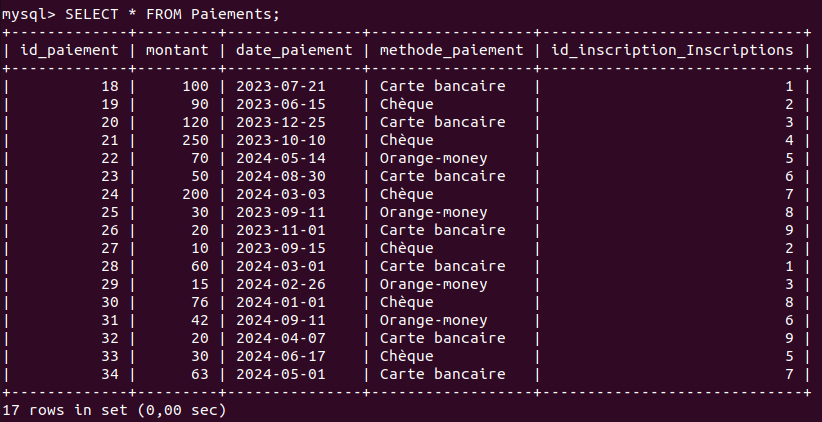 mysql> SELECT * FROM Paiements;
+-------------+---------+---------------+------------------+-----------------------------+
| id_paiement | montant | date_paiement | methode_paiement | id_inscription_Inscriptions |
+-------------+---------+---------------+------------------+-----------------------------+
|          18 |     100 | 2023-07-21    | Carte bancaire   |                           1 |
|          19 |      90 | 2023-06-15    | Chèque           |                           2 |
|          20 |     120 | 2023-12-25    | Carte bancaire   |                           3 |
|          21 |     250 | 2023-10-10    | Chèque           |                           4 |
|          22 |      70 | 2024-05-14    | Orange-money     |                           5 |
|          23 |      50 | 2024-08-30    | Carte bancaire   |                           6 |
|          24 |     200 | 2024-03-03    | Chèque           |                           7 |
|          25 |      30 | 2023-09-11    | Orange-money     |                           8 |
|          26 |      20 | 2023-11-01    | Carte bancaire   |                           9 |
|          27 |      10 | 2023-09-15    | Chèque           |                           2 |
|          28 |      60 | 2024-03-01    | Carte bancaire   |                           1 |
|          29 |      15 | 2024-02-26    | Orange-money     |                           3 |
|          30 |      76 | 2024-01-01    | Chèque           |                           8 |
|          31 |      42 | 2024-09-11    | Orange-money     |                           6 |
|          32 |      20 | 2024-04-07    | Carte bancaire   |                           9 |
|          33 |      30 | 2024-06-17    | Chèque           |                           5 |
|          34 |      63 | 2024-05-01    | Carte bancaire   |                           7 |
+-------------+---------+---------------+------------------+-----------------------------+
17 rows in set (0,00 sec)